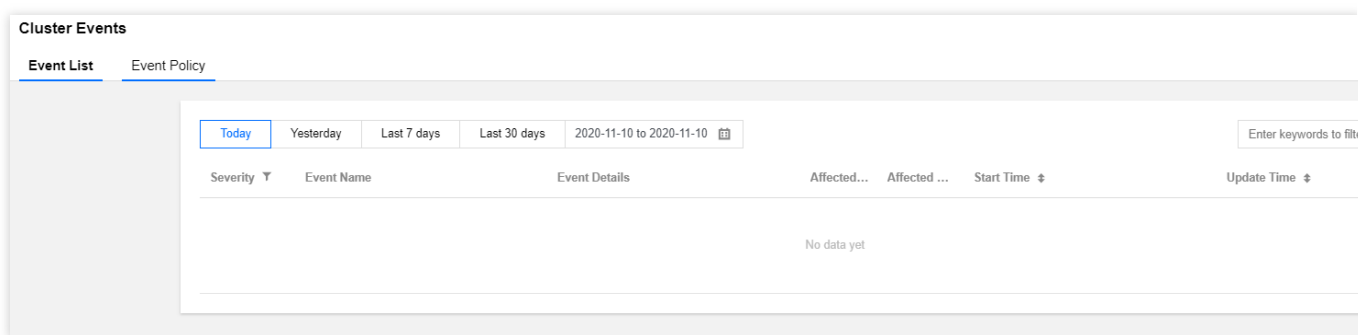 Cluster Events
Event List Event Policy
Today Yesterday Last 7 days Last 30 days 2020-11-10 to 2020-11-10 Enter keywords to filte
Severity Event Name Event Details Affected... Affected ... Start Time Update Time
No data yet